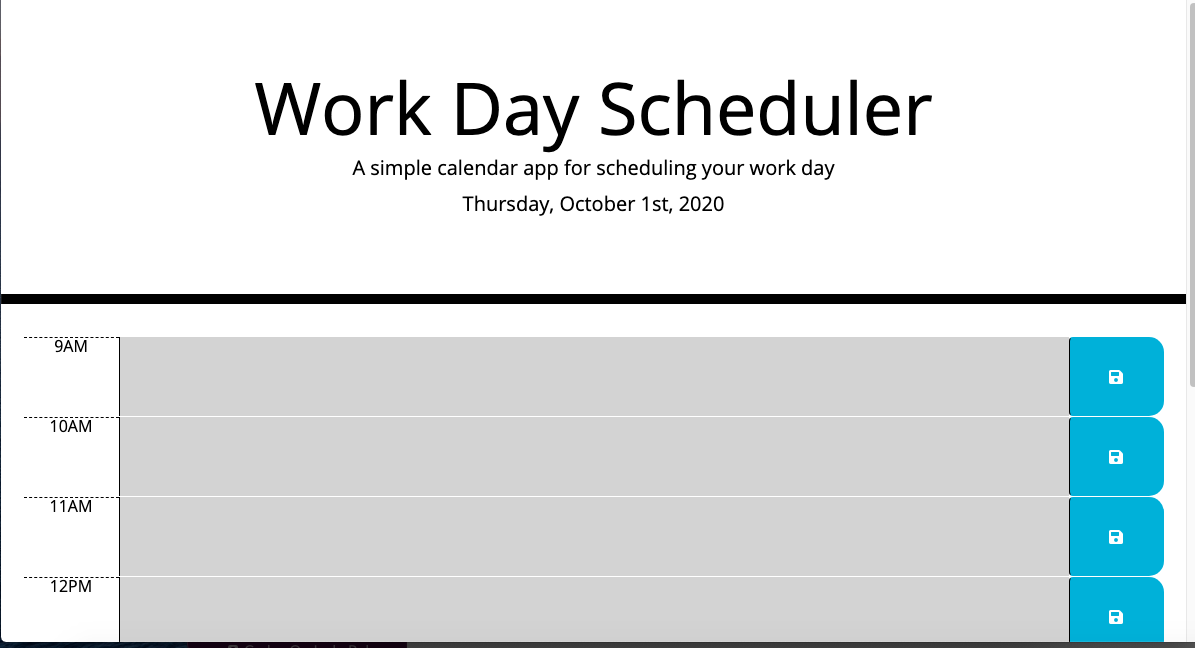 Work Day Scheduler
A simple calendar app for scheduling your work day
Thursday, October 1st, 2020
9AM
10AM
11AM
12PM